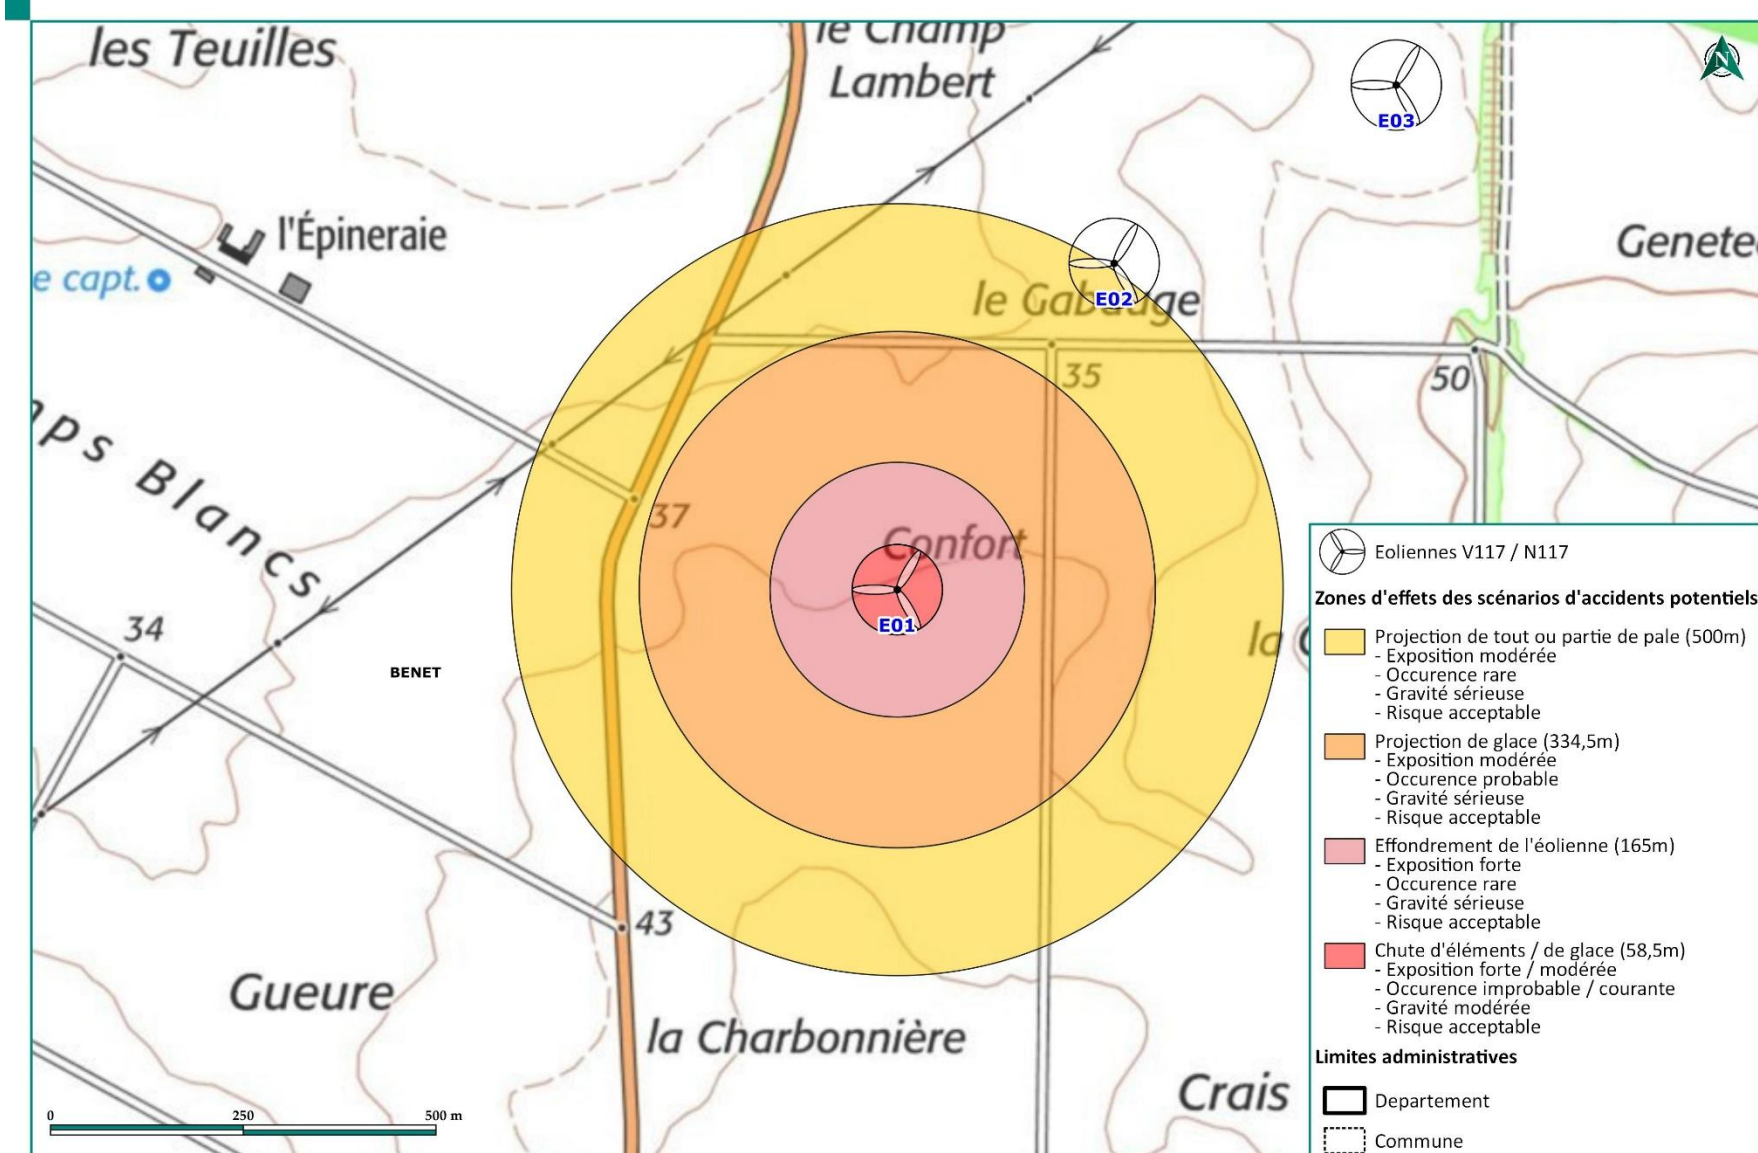 les Teuilles
le Champ
Lambert
N
E03
l'Épineraie
e capt.
Genete
E02
le Gabauge
35
50
mps Blancs
37
Confort
E01
34
BENET
la C
43
Gueure
la Charbonnière
Crais
0 250 500 m
Eoliennes V117 / N117
Zones d'effets des scénarios d'accidents potentiels
Projection de tout ou partie de pale (500m)
- Exposition modérée
- Occurence rare
- Gravité sérieuse
- Risque acceptable
Projection de glace (334,5m)
- Exposition modérée
- Occurence probable
- Gravité sérieuse
- Risque acceptable
Effondrement de l'éolienne (165m)
- Exposition forte
- Occurence rare
- Gravité sérieuse
- Risque acceptable
Chute d'éléments / de glace (58,5m)
- Exposition forte / modérée
- Occurence improbable / courante
- Gravité modérée
- Risque acceptable
Limites administratives
Departement
Commune